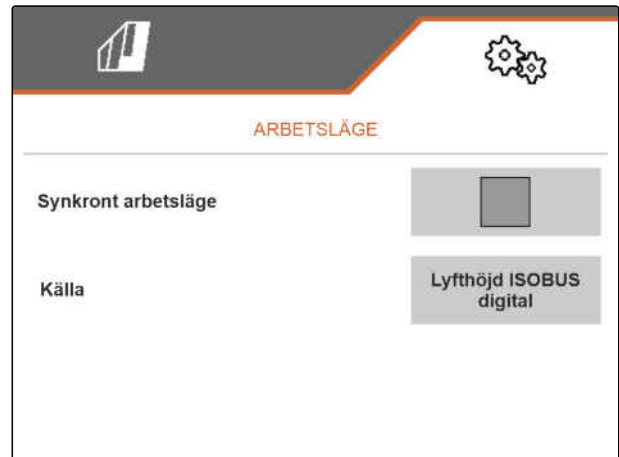 ARBETSLÄGE
Synkront arbetsläge
Källa
Lyfthöjd ISOBUS
digital